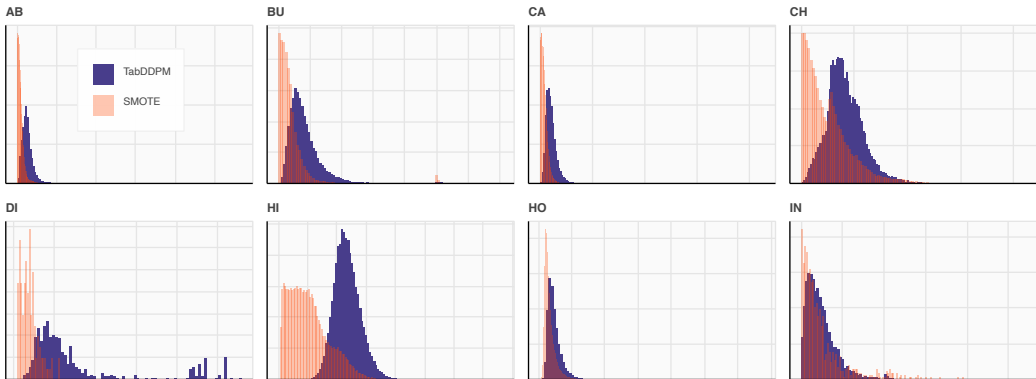 AB
BU
CA
CH
TabDDPM
SMOTE
DI
HI
HO
IN